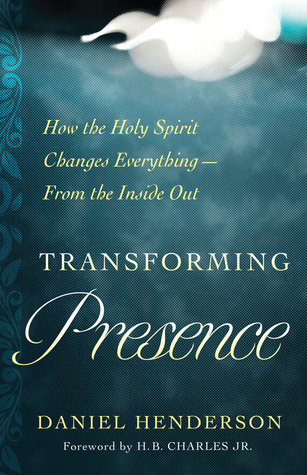 How the Holy Spirit
Changes Everything—
From the Inside Out
TRANSFORMING
Presence
DANIEL HENDERSON
Foreword by H. B. CHARLES JR.